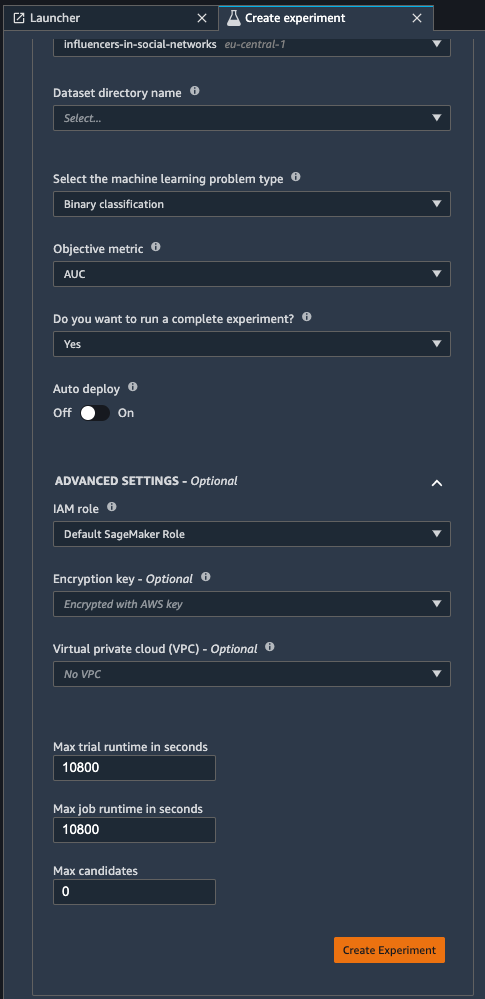 Launcher
Create experiment
influencers-in-social-networks eu-central-1
Dataset directory name
Select...
Select the machine learning problem type
Binary classification
Objective metric
AUC
Do you want to run a complete experiment?
Yes
Auto deploy
Off On
ADVANCED SETTINGS - Optional
IAM role
Default SageMaker Role
Encryption key - Optional
Encrypted with AWS key
Virtual private cloud (VPC) - Optional
No VPC
Max trial runtime in seconds
10800
Max job runtime in seconds
10800
Max candidates
0
Create Experiment